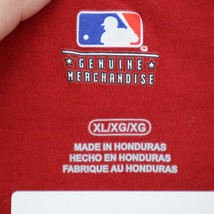 GENUINE
MERCHANDISE
XL/XG/XG
MADE IN HONDURAS
HECHO EN HONDURAS
FABRIQUE AU HONDURAS